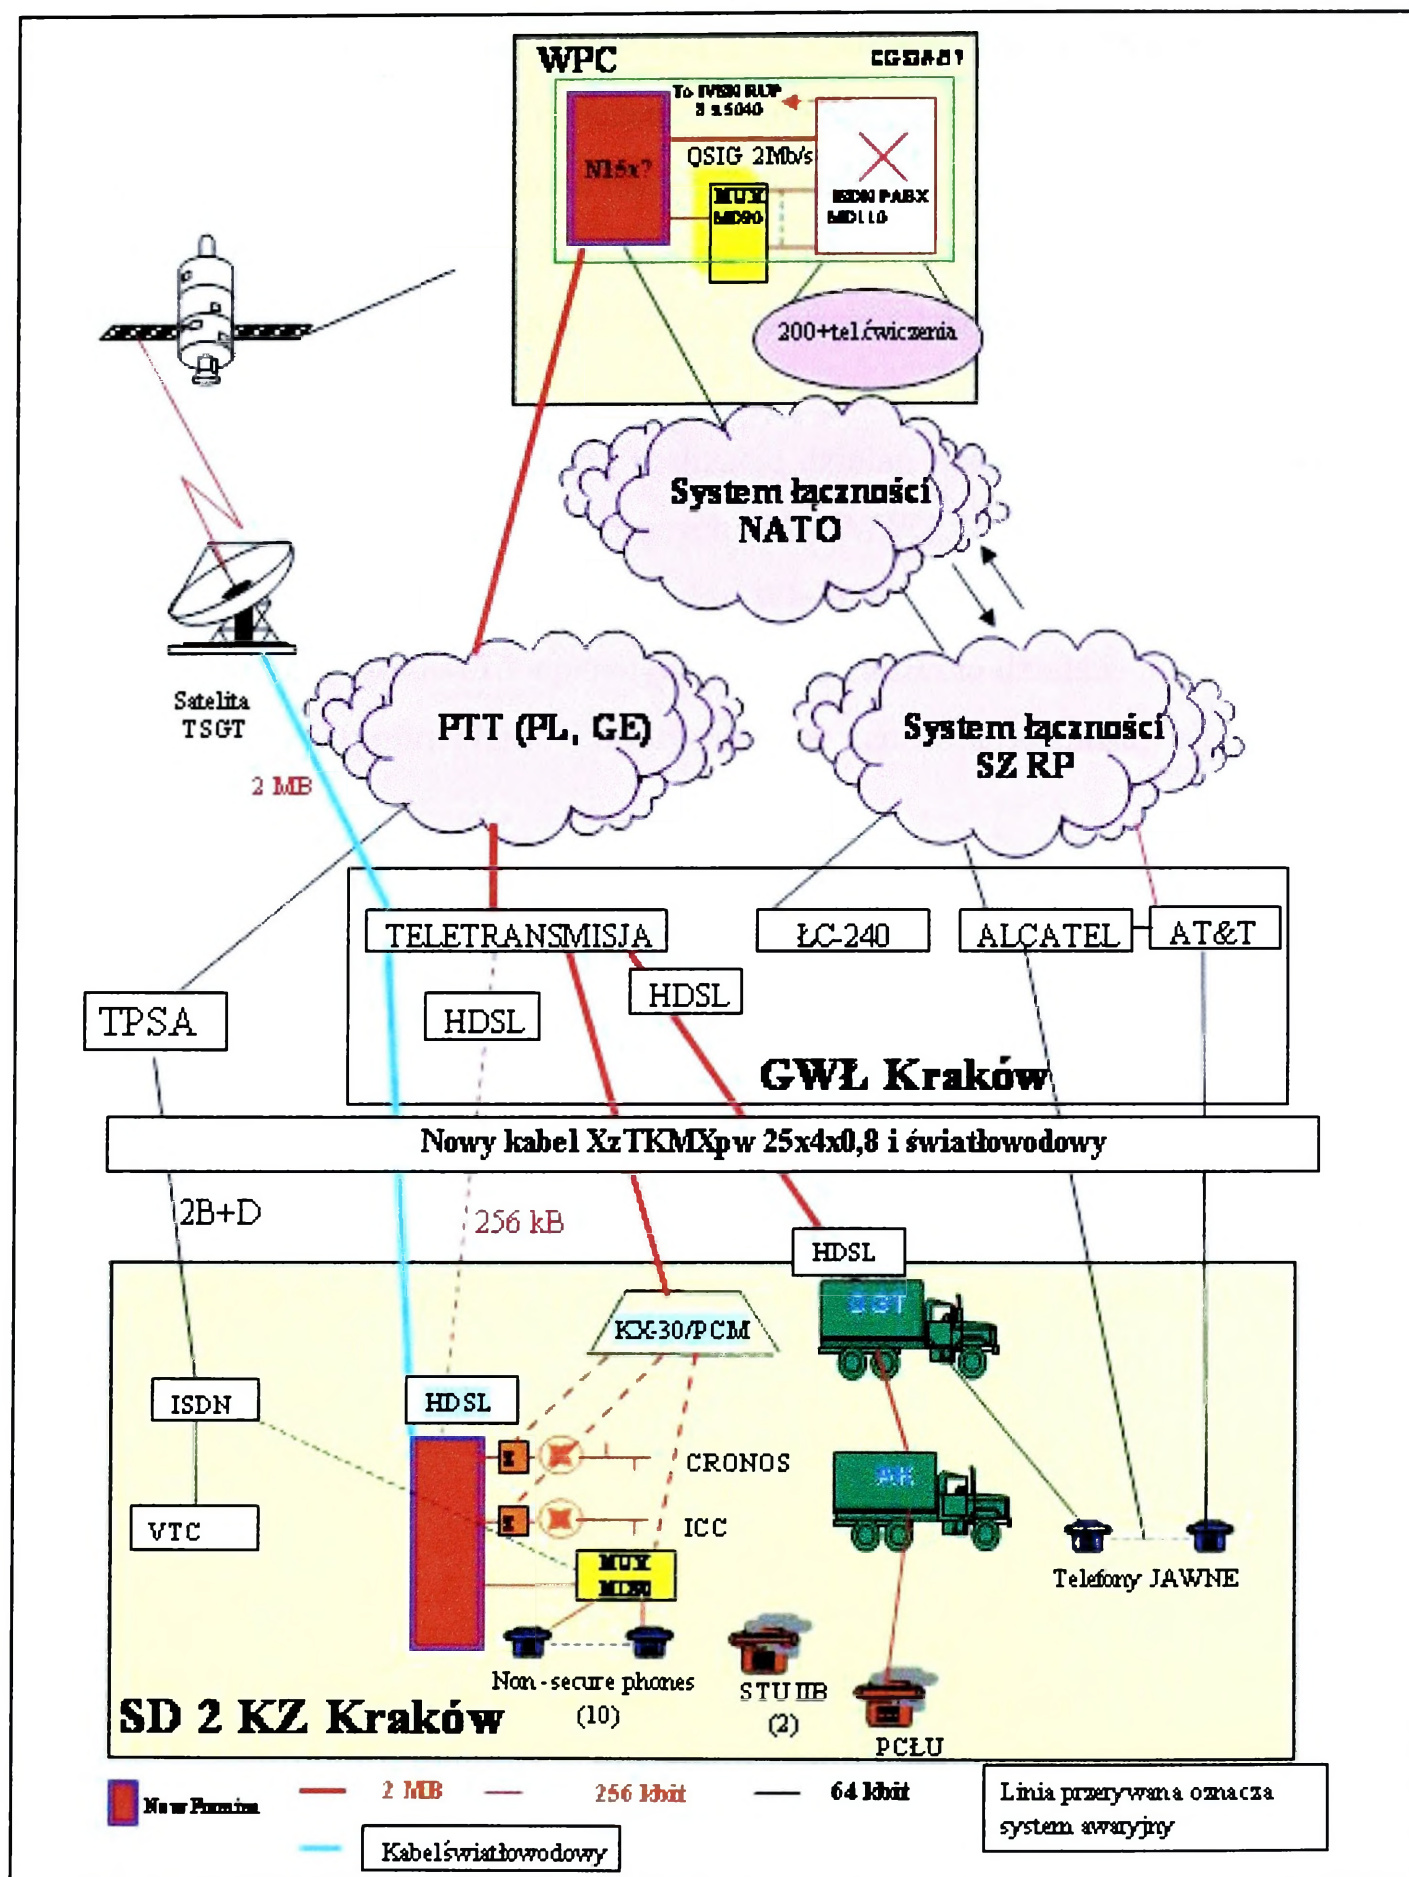 WPC
To
QSIG 2Mb/s
N16x?
MUX
MD90
ISDN PABX
MD110
200+tel.ćwiczenia
System łączności
NATO
Satelita
TSGT
PTT (PL, GE)
System łączności
SZ RP
2 MB
TELETRANSMISJA
ŁC-240
ALCATEL
AT&T
HDSL
HDSL
TPSA
GWŁ Kraków
Nowy kabel XzTKMXpw 25x4x0,8 i światłowodowy
2B+D
256 kB
HDSL
KX-30/PCM
ISDN
HDSL
CRONOS
VTC
ICC
MUX
Telefony JAWNE
Non-secure phones
(10)
STU IIB
(2)
SD 2 KZ Kraków
PCŁU
2 MB
256 kbit
64 kbit
Linia przerywana oznacza
system awaryjny
Kabel światłowodowy